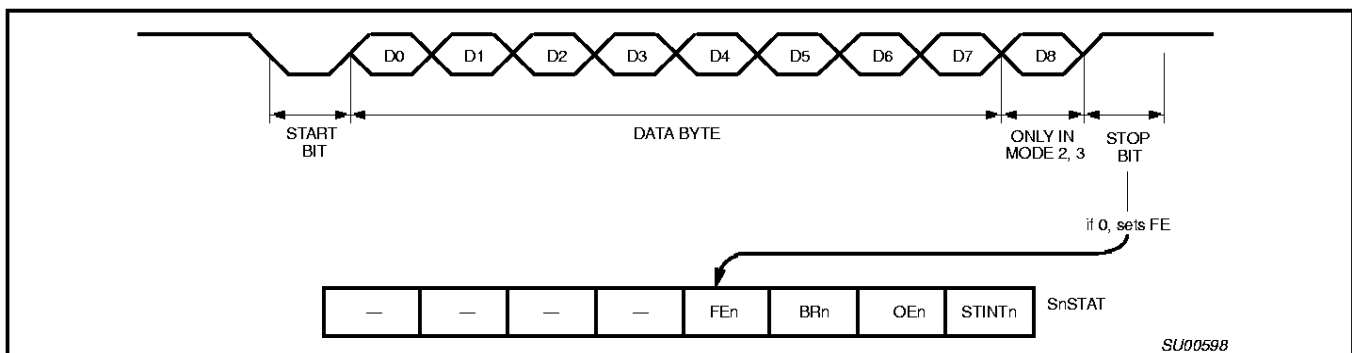 D0 D1 D2 D3 D4 D5 D6 D7 D8
START
BIT
DATA BYTE
ONLY IN
MODE 2, 3
STOP
BIT
if 0, sets FE
— — — — FEn BRn OEn STINTn SnSTAT
SU00598